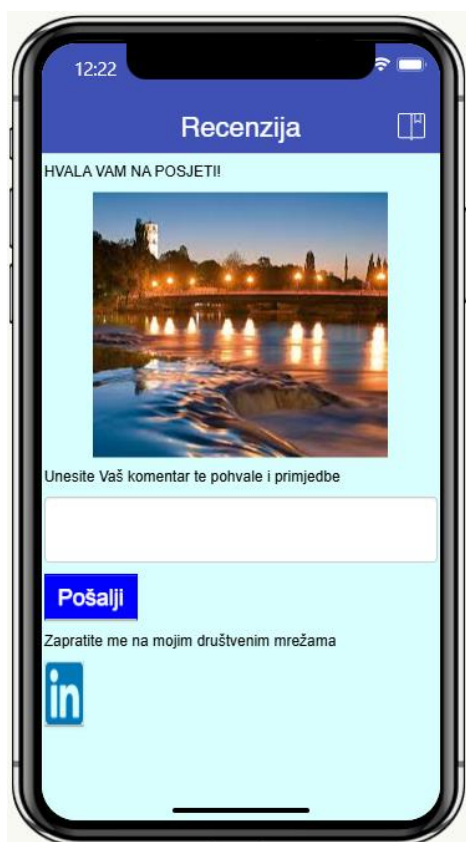 12:22
Recenzija
HVALA VAM NA POSJETI!
Unesite Vaš komentar te pohvale i primjedbe
Pošalji
Zapratite me na mojim društvenim mrežama
in